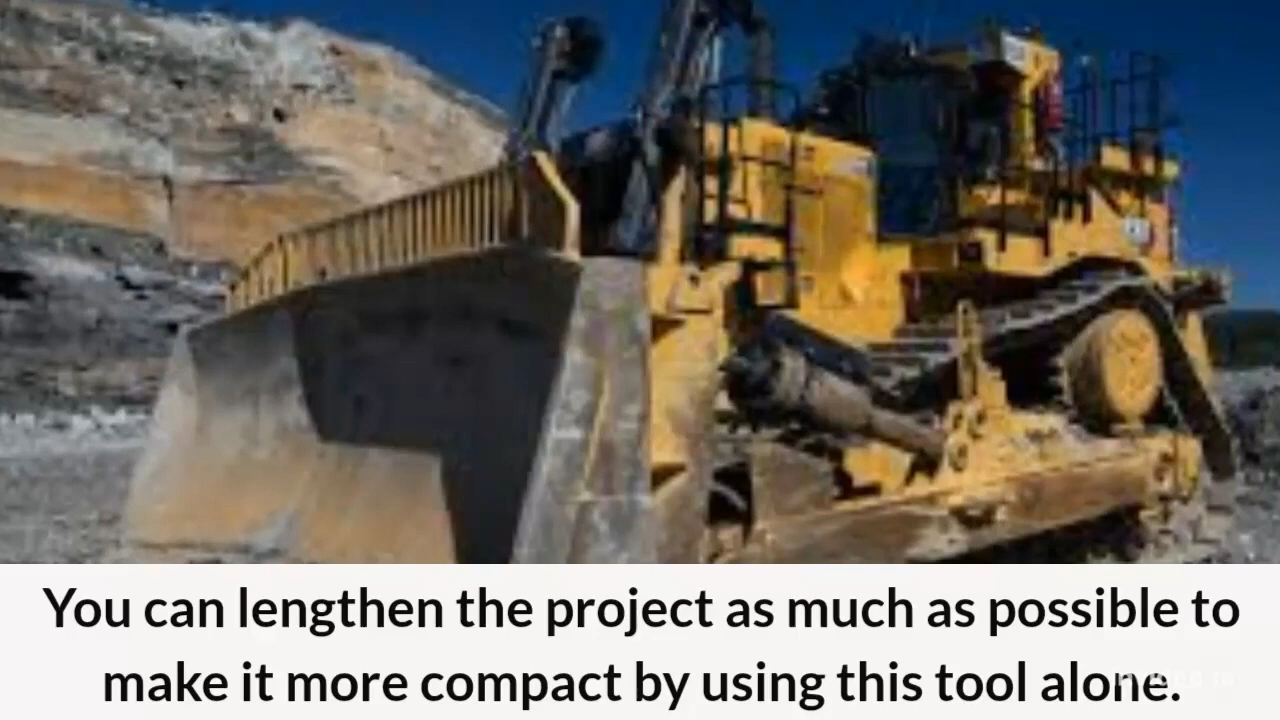 You can lengthen the project as much as possible to
make it more compact by using this tool alone.